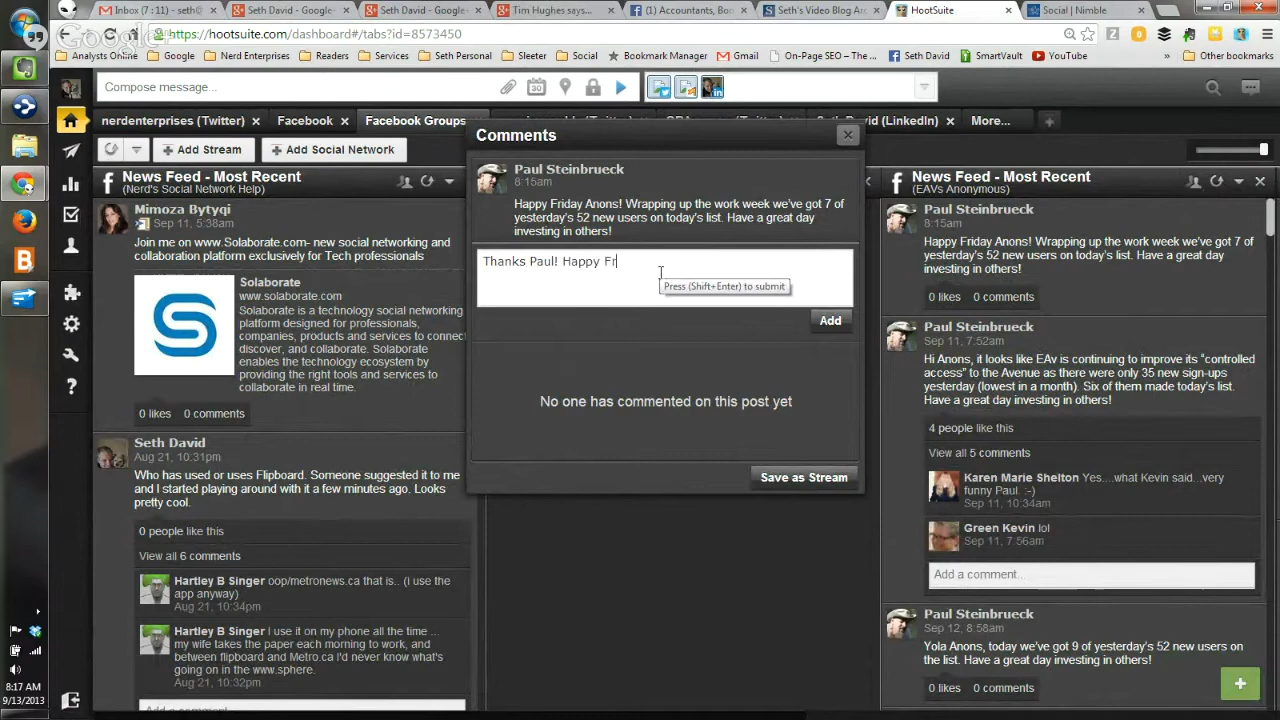 Inbox (7 : 11) - seth@
Seth David - Google-
Seth David - Google-
Tim Hughes says...
(1) Accountants, Boo
Seth's Video Blog Ar
HootSuite
Social | Nimble
Google+
https://hootsuite.com/dashboard#/tabs?id=8573450
Analysts Online
Google
Nerd Enterprises
Readers
Services
Seth Personal
Sleeter
Social
Bookmark Manager
Gmail
On-Page SEO – The ...
Seth David
SmartVault
YouTube
»
Other bookmarks
Compose message...
30
in
nerdenterprises (Twitter)
Facebook
Facebook Groups
Seth David (LinkedIn)
More...
Add Stream
Add Social Network
News Feed - Most Recent
(Nerd's Social Network Help)
Mimoza Bytyqi
Sep 11, 5:38am
Join me on www.Solaborate.com- new social networking and
collaboration platform exclusively for Tech professionals
Solaborate
www.solaborate.com
Solaborate is a technology social networking
platform designed for professionals,
companies, products and services to connect
discover, and collaborate. Solaborate
enables the technology ecosystem by
providing the right tools and services to
collaborate in real time.
0 likes 0 comments
Seth David
Aug 21, 10:31pm
Who has used or uses Flipboard. Someone suggested it to me
and I started playing around with it a few minutes ago. Looks
pretty cool.
0 people like this
View all 6 comments
Hartley B Singer oop/metronews.ca that is.. (i use the
app anyway)
Aug 21, 10:34pm
Hartley B Singer I use it on my phone all the time ...
my wife takes the paper each morning to work, and
between flipboard and Metro.ca I'd never know what's
going on in the www.sphere.
Aug 21, 10:32pm
Add a comment...
Comments
Paul Steinbrueck
8:15am
Happy Friday Anons! Wrapping up the work week we've got 7 of
yesterday's 52 new users on today's list. Have a great day
investing in others!
Thanks Paul! Happy Fr
Press (Shift+Enter) to submit
Add
No one has commented on this post yet
Save as Stream
News Feed - Most Recent
(EAVs Anonymous)
Paul Steinbrueck
8:15am
Happy Friday Anons! Wrapping up the work week we've got 7 of
yesterday's 52 new users on today's list. Have a great day
investing in others!
0 likes 0 comments
Paul Steinbrueck
Sep 11, 7:52am
Hi Anons, it looks like EAv is continuing to improve its "controlled
access" to the Avenue as there were only 35 new sign-ups
yesterday (lowest in a month). Six of them made today's list.
Have a great day investing in others!
4 people like this
View all 5 comments
Karen Marie Shelton Yes....what Kevin said...very
funny Paul. :-)
Sep 11, 10:34am
Green Kevin lol
Sep 11, 7:56am
Add a comment...
Paul Steinbrueck
Sep 12, 8:58am
Yola Anons, today we've got 9 of yesterday's 52 new users on
the list. Have a great day investing in others!
0 likes 0 comments
8:17 AM
9/13/2013